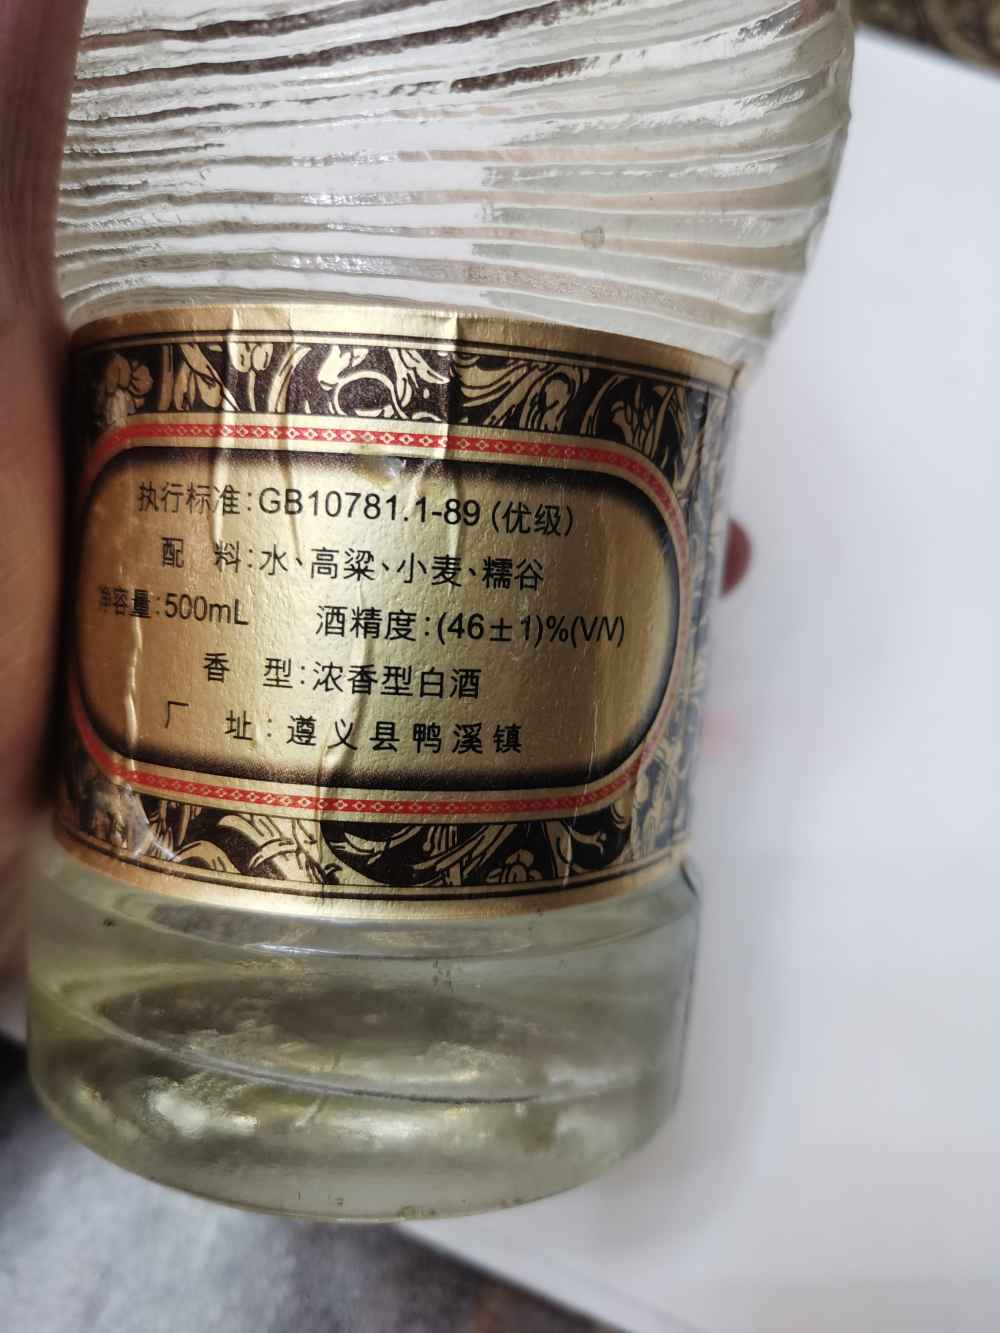 执行标准:GB10781.1-89(优级)
配 料:水、高粱、小麦、糯谷
净容量:500mL 酒精度:(46±1)%(V/V)
香 型:浓香型白酒
厂 址:遵义县鸭溪镇